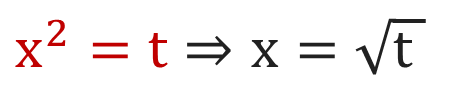 x² = t ⇒ x = √t